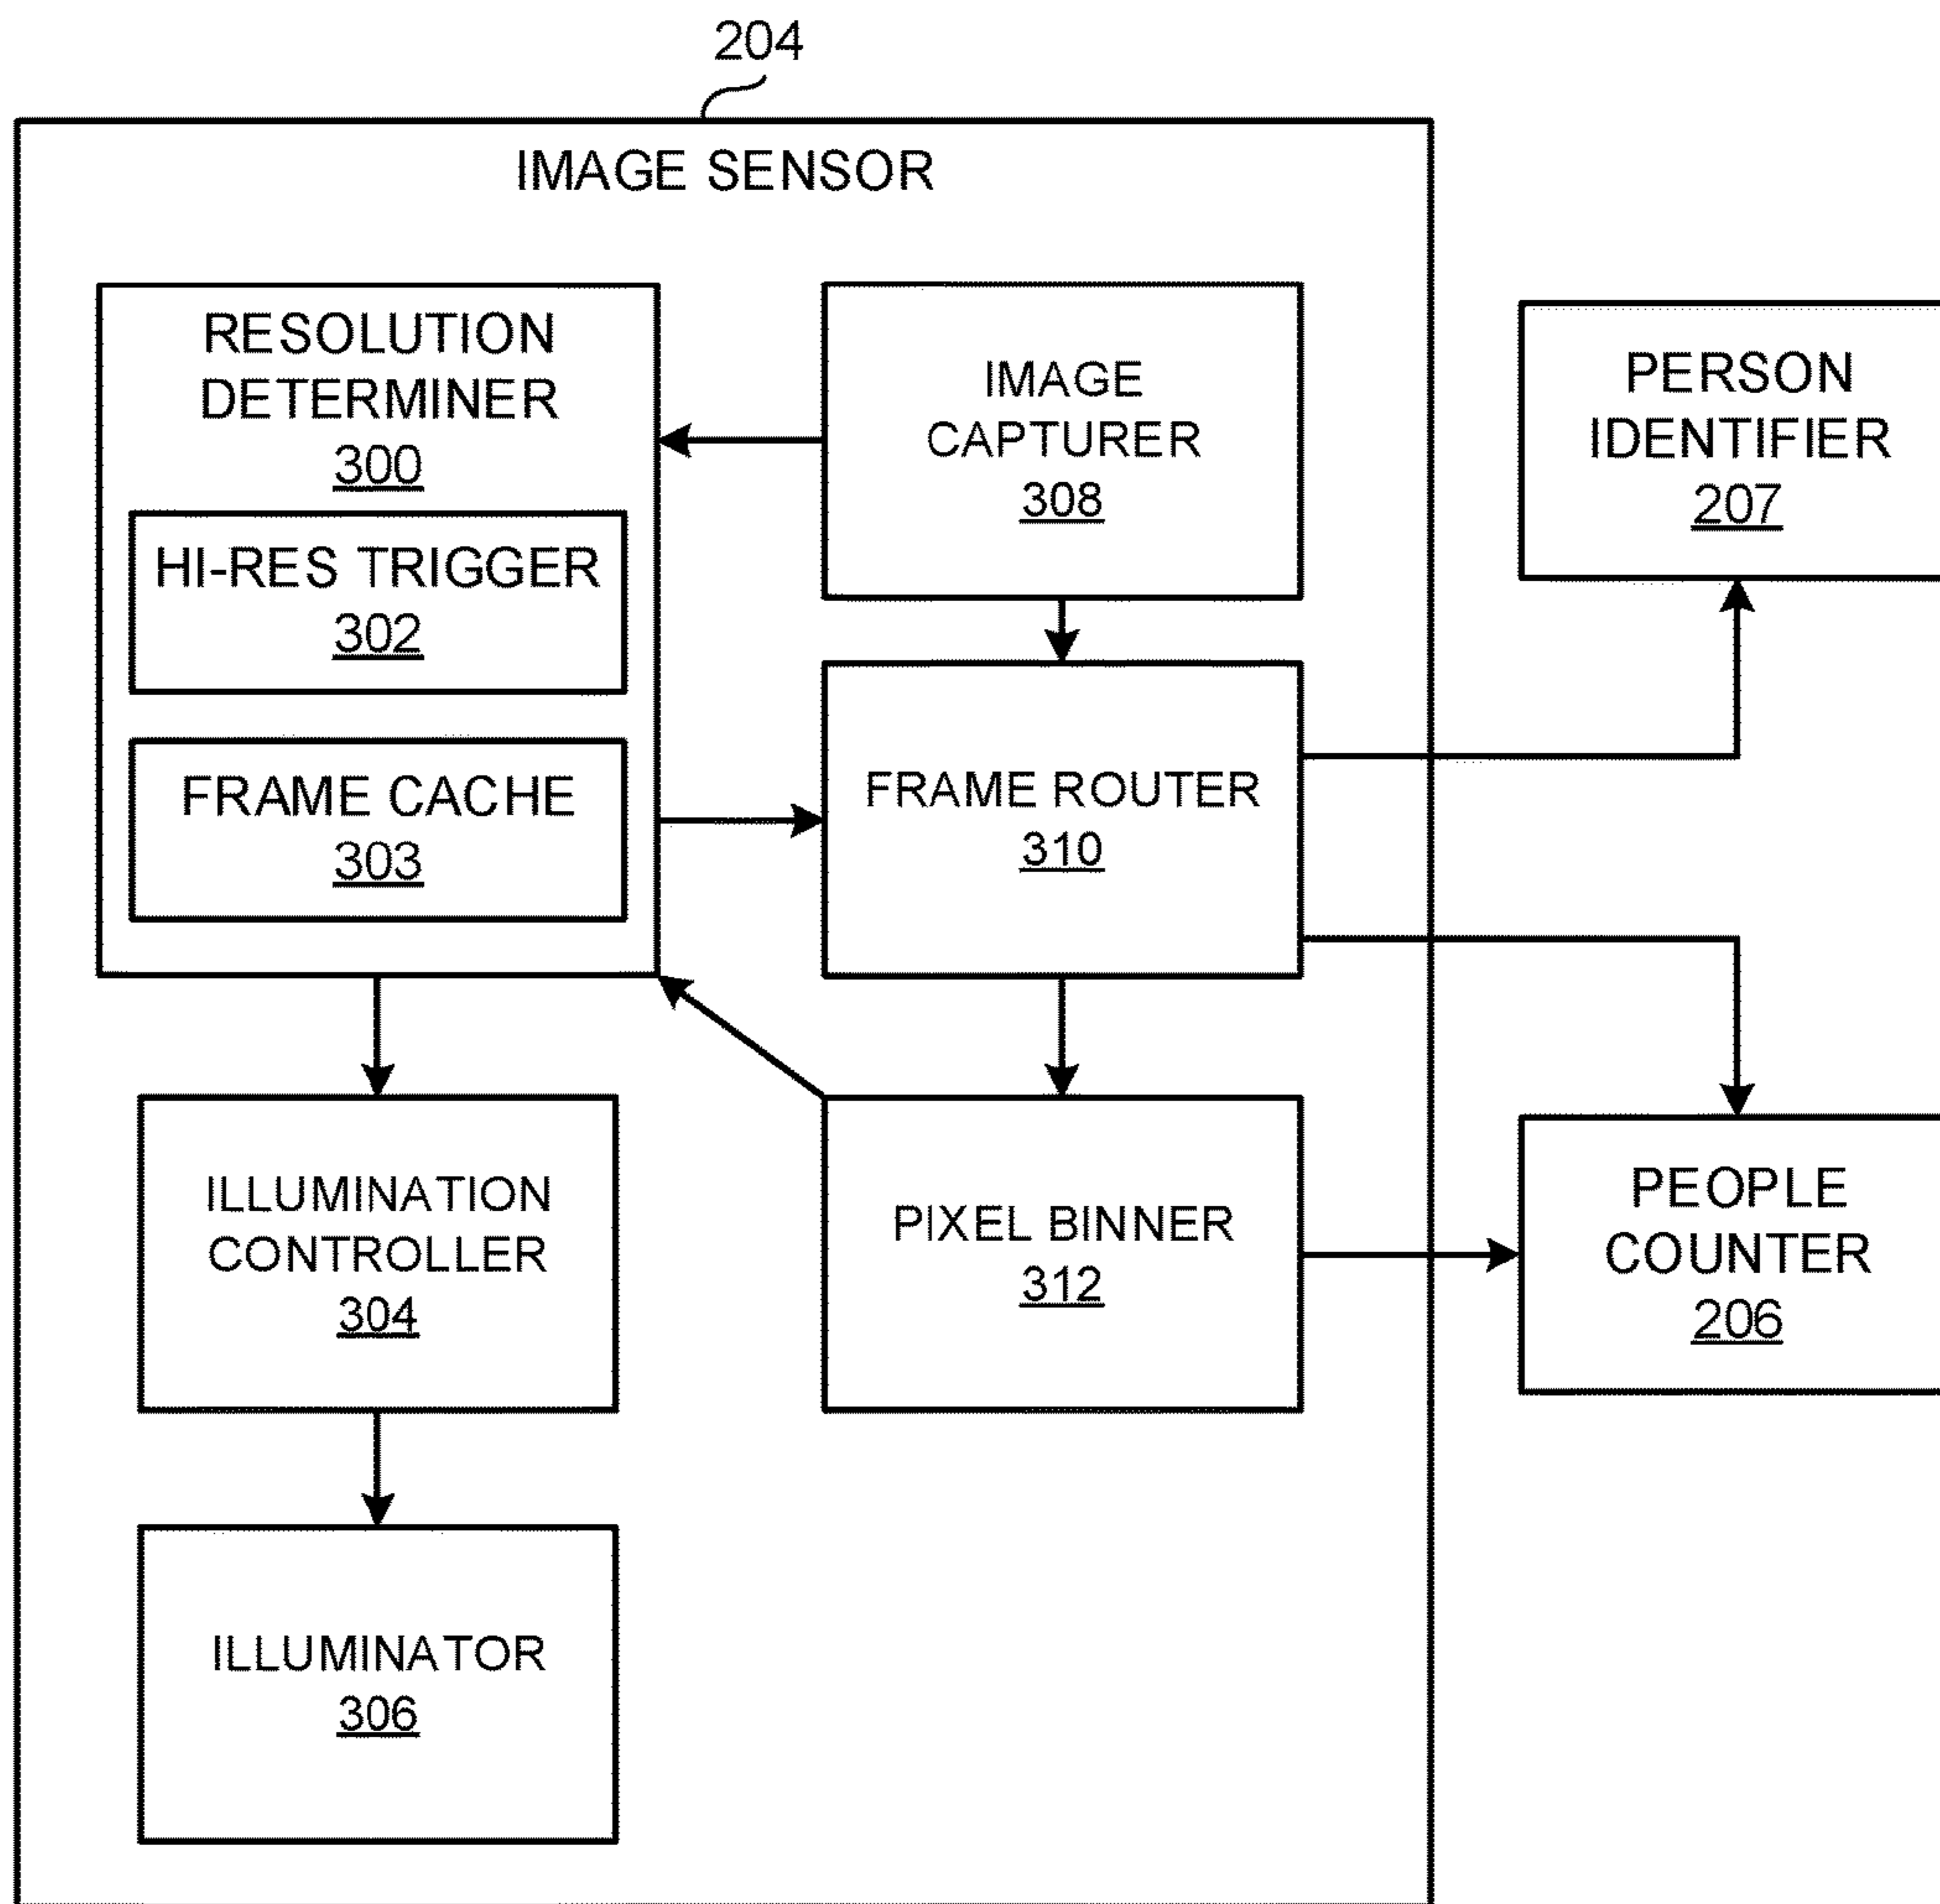 204
IMAGE SENSOR
RESOLUTION
DETERMINER
300
HI-RES TRIGGER
302
FRAME CACHE
303
IMAGE
CAPTURER
308
PERSON
IDENTIFIER
207
FRAME ROUTER
310
ILLUMINATION
CONTROLLER
304
PIXEL BINNER
312
PEOPLE
COUNTER
206
ILLUMINATOR
306